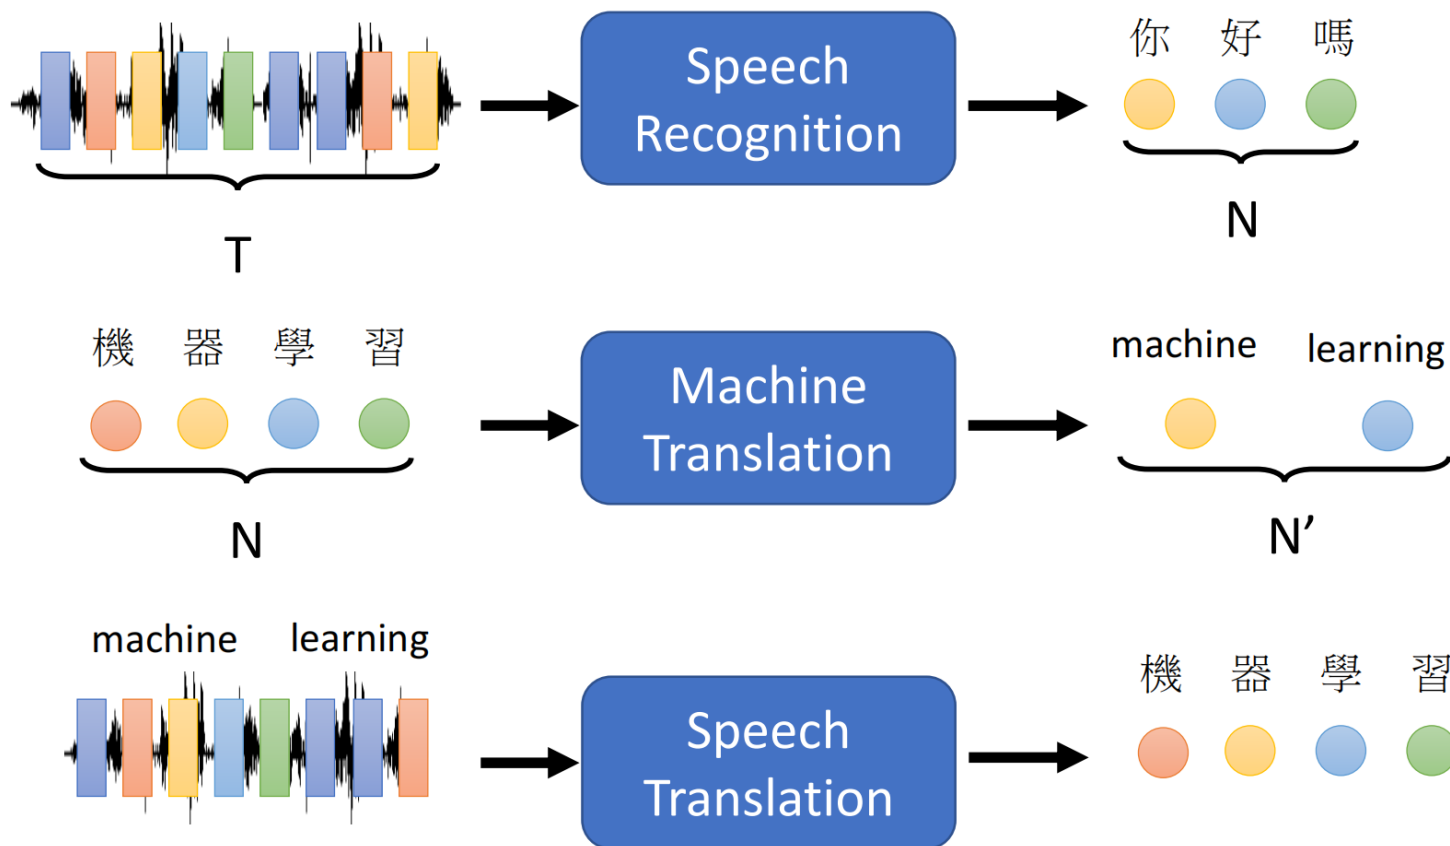 Speech
Recognition
你 好 嗎
T
N
機 器 學 習
Machine
Translation
machine learning
N
N’
machine learning
Speech
Translation
機 器 學 習